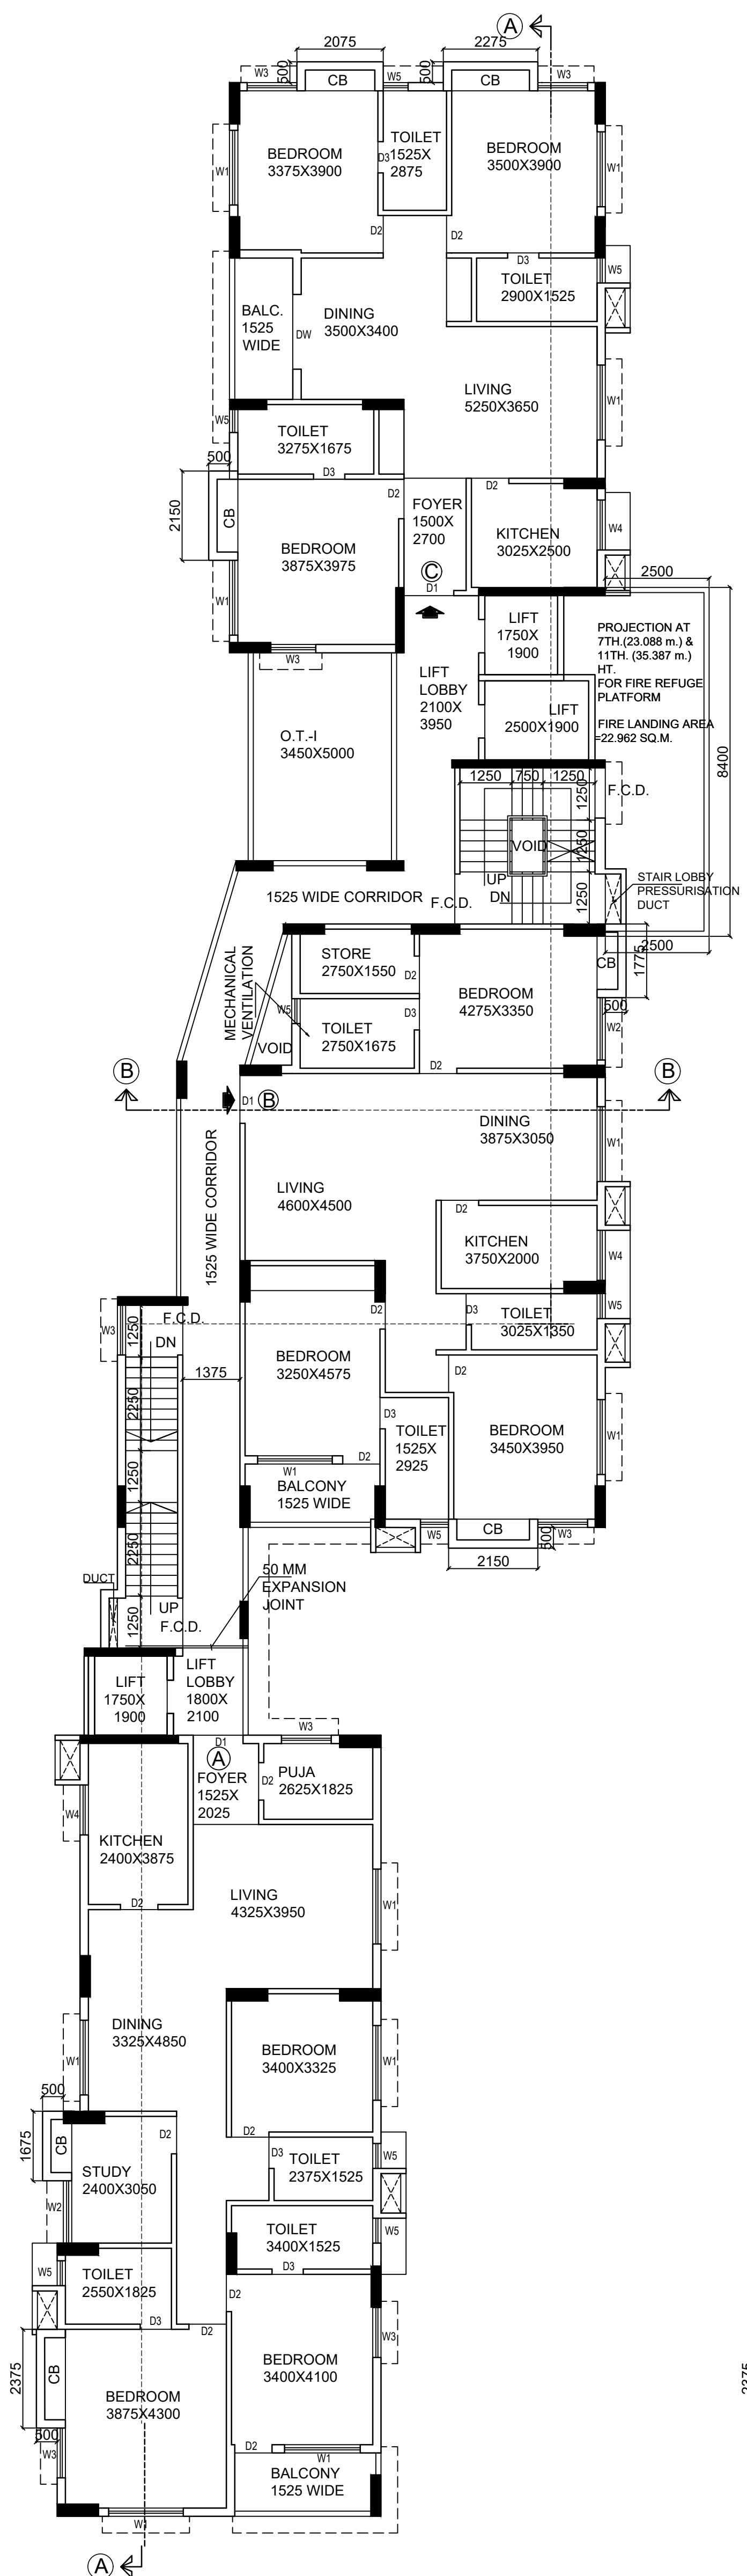 A
2075
2275
500
W3
CB
W5
500
CB
W3
BEDROOM
3375X3900
TOILET
1525X
2875
D3
BEDROOM
3500X3900
W1
W1
D2
D2
D3
TOILET
2900X1525
W5
BALC.
1525
WIDE
DW
DINING
3500X3400
LIVING
5250X3650
W1
W5
TOILET
3275X1675
D3
500
2150
CB
D2
FOYER
1500X
2700
D2
KITCHEN
3025X2500
W4
BEDROOM
3875X3975
W1
C
D1
2500
LIFT
1750X
1900
PROJECTION AT
7TH.(23.088 m.) &
11TH. (35.387 m.)
HT.
FOR FIRE REFUGE
PLATFORM
W3
LIFT
LOBBY
2100X
3950
LIFT
2500X1900
FIRE LANDING AREA
=22.962 SQ.M.
O.T.-I
3450X5000
8400
1250
750
1250
1250
F.C.D.
VOID
1250
UP
DN
1250
1525 WIDE CORRIDOR
F.C.D.
STAIR LOBBY
PRESSURISATION
DUCT
2500
1775
CB
500
MECHANICAL
VENTILATION
STORE
2750X1550
D2
BEDROOM
4275X3350
W5
D3
TOILET
2750X1675
VOID
W2
D2
B
B
D1
B
DINING
3875X3050
W1
1525 WIDE CORRIDOR
LIVING
4600X4500
D2
KITCHEN
3750X2000
W4
W3
F.C.D.
1250
DN
D2
D3
TOILET
3025X1350
W5
BEDROOM
3250X4575
1375
D2
2250
D3
TOILET
1525X
2925
BEDROOM
3450X3950
W1
D2
W1
1250
BALCONY
1525 WIDE
2250
W5
CB
500
W3
2150
50 MM
EXPANSION
JOINT
DUCT
UP
1250
F.C.D.
LIFT
1750X
1900
LIFT
LOBBY
1800X
2100
W3
D1
A
FOYER
1525X
2025
D2
PUJA
2625X1825
W4
KITCHEN
2400X3875
D2
LIVING
4325X3950
W1
DINING
3325X4850
W1
BEDROOM
3400X3325
W1
500
1675
CB
D2
D2
STUDY
2400X3050
D3
TOILET
2375X1525
W5
W2
TOILET
3400X1525
W5
W5
TOILET
2550X1825
D3
D3
D2
D2
2375
CB
BEDROOM
3400X4100
W3
BEDROOM
3875X4300
500
W3
D2
W1
BALCONY
1525 WIDE
W1
A
2375